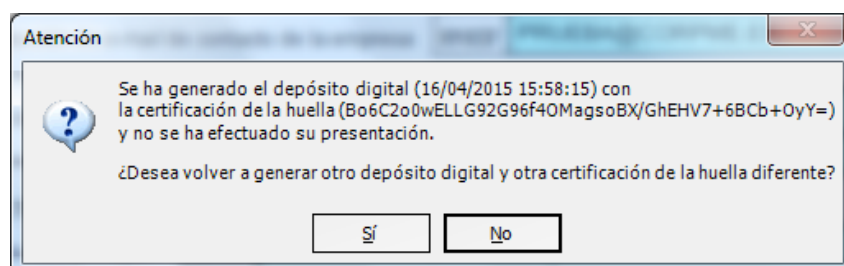 Atención
Se ha generado el depósito digital (16/04/2015 15:58:15) con
la certificación de la huella (Bo6C2o0wELLG92G96f4OMagsoBX/GhEHV7+6BCb+OyY=)
y no se ha efectuado su presentación.
¿Desea volver a generar otro depósito digital y otra certificación de la huella diferente?
Sí
No